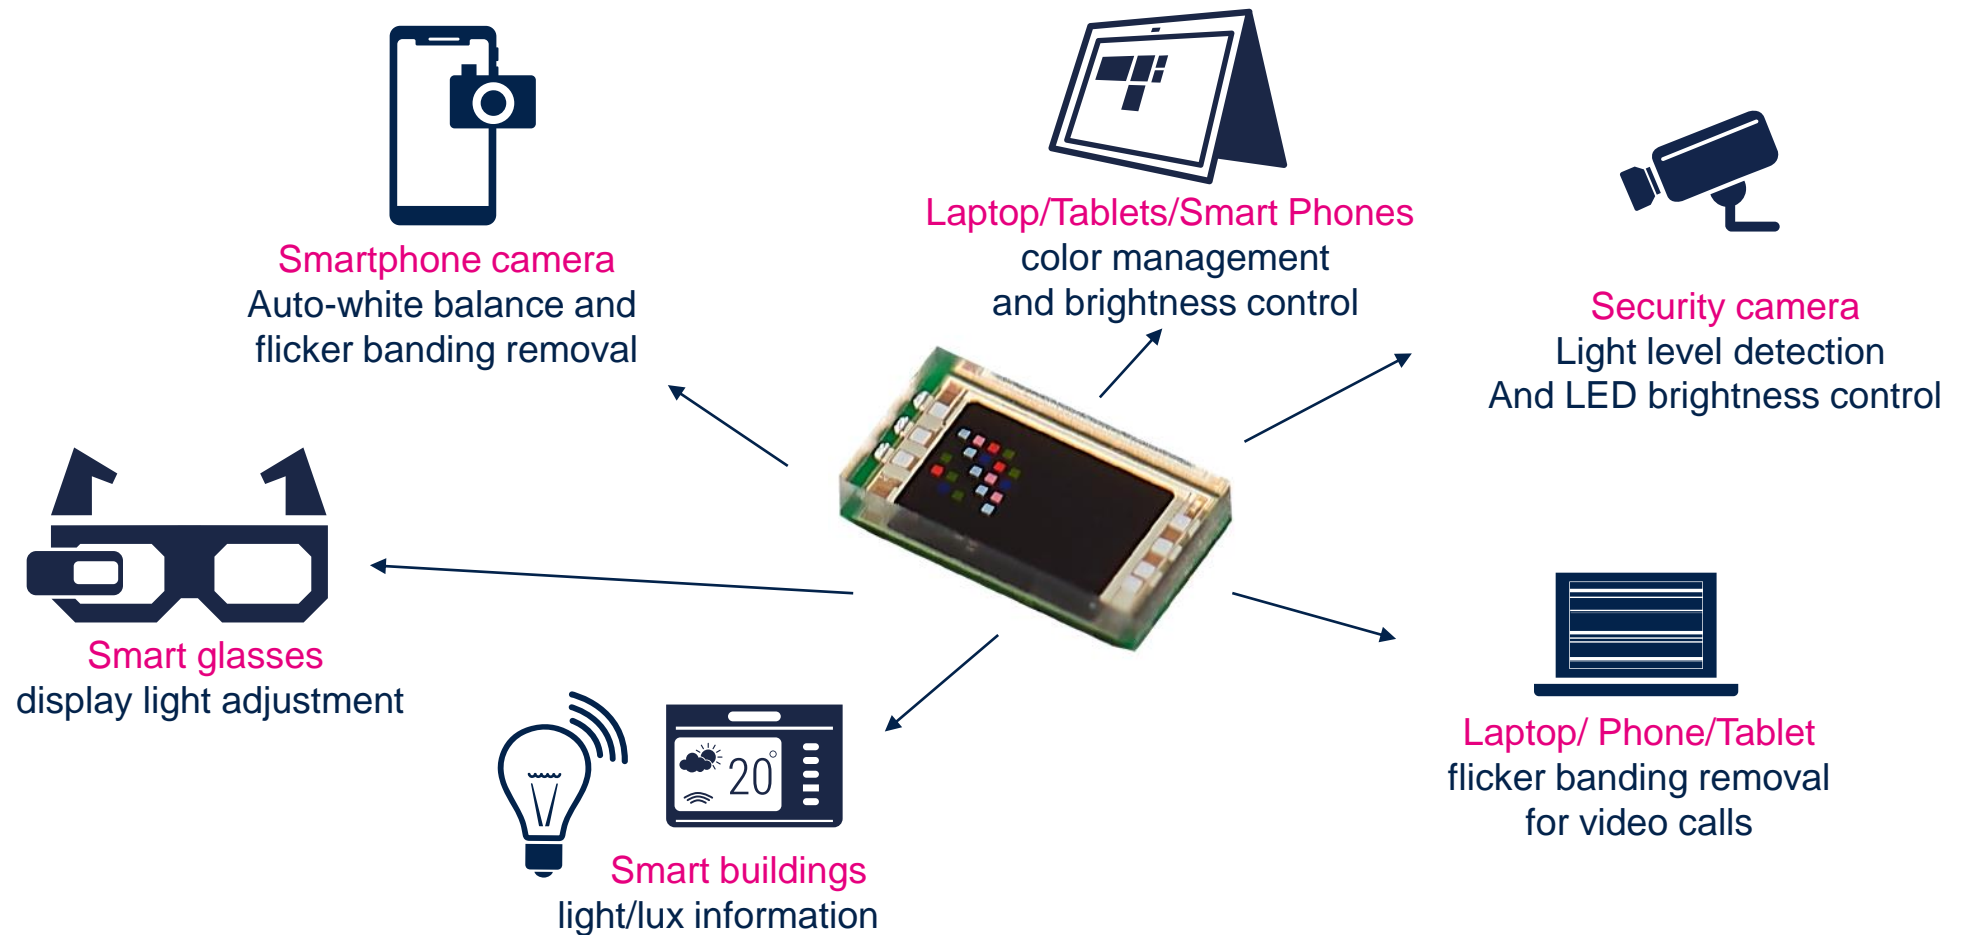 Smartphone camera
Auto-white balance and
flicker banding removal
Laptop/Tablets/Smart Phones
color management
and brightness control
Security camera
Light level detection
And LED brightness control
Smart glasses
display light adjustment
20°
Smart buildings
light/lux information
Laptop/ Phone/Tablet
flicker banding removal
for video calls